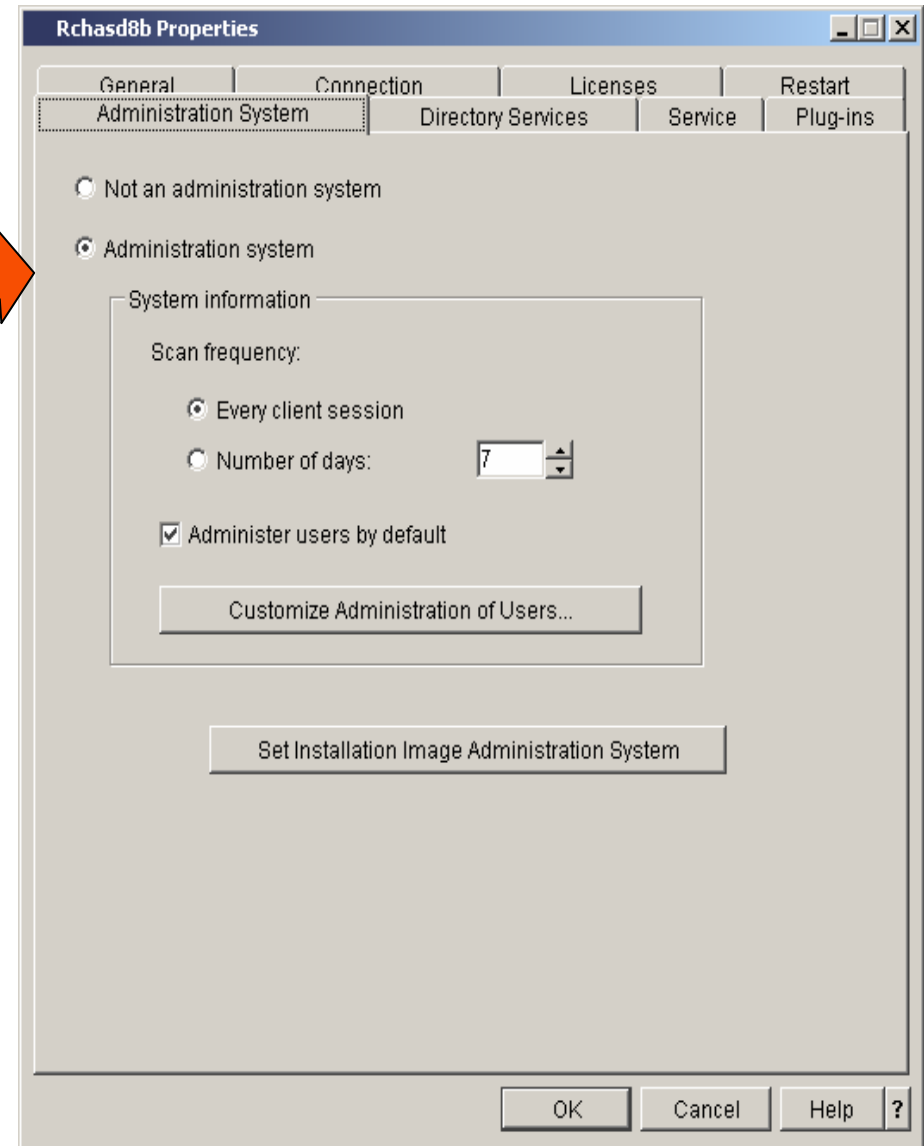 Rchasd8b Properties
General Connection Licenses Restart
Administration System Directory Services Service Plug-ins
Not an administration system
Administration system
System information
Scan frequency:
Every client session
Number of days: 7
Administer users by default
Customize Administration of Users...
Set Installation Image Administration System
OK Cancel Help ?